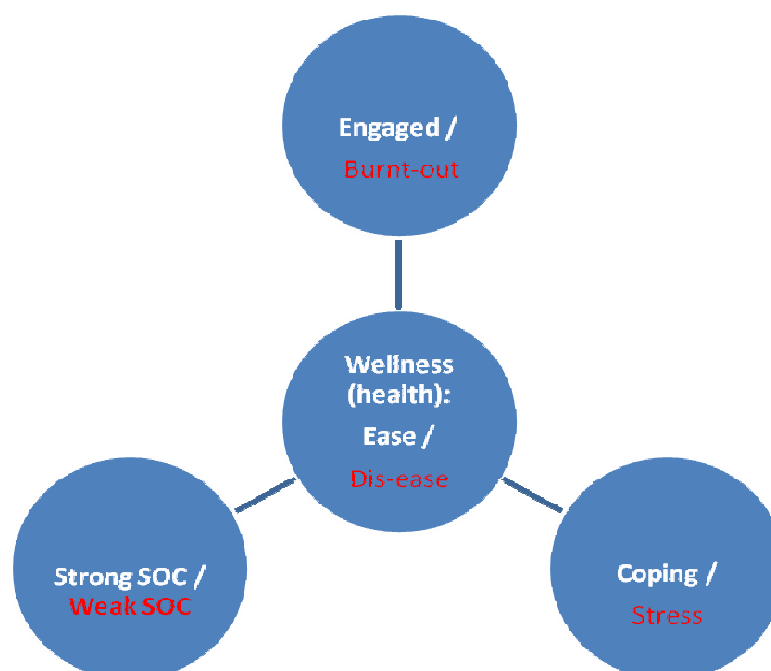 Engaged /
Burnt-out
Wellness
(health):
Ease /
Dis-ease
Strong SOC /
Weak SOC
Coping /
Stress